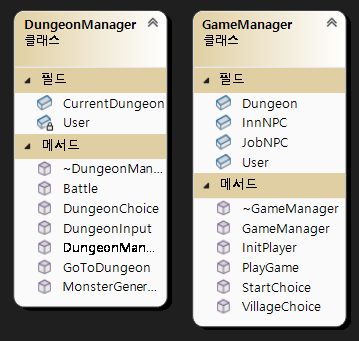 DungeonManager
클래스
필드
CurrentDungeon
User
메서드
~DungeonMan...
Battle
DungeonChoice
DungeonInput
DungeonMan...
GoToDungeon
MonsterGener...
GameManager
클래스
필드
Dungeon
InnNPC
JobNPC
User
메서드
~GameManager
GameManager
InitPlayer
PlayGame
StartChoice
VillageChoice